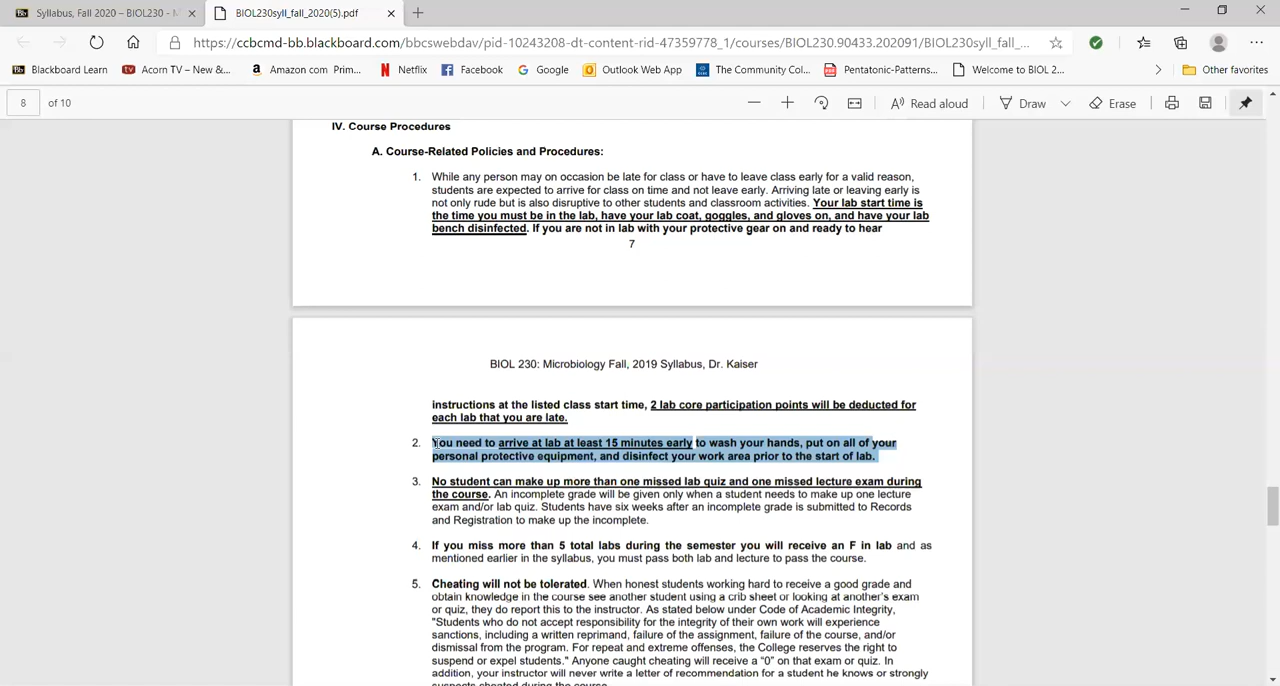 Syllabus, Fall 2020 – BIOL230 - M
BIOL230syll_fall_2020(5).pdf
https://ccbcmd-bb.blackboard.com/bbcswebdav/pid-10243208-dt-content-rid-47359778_1/courses/BIOL230.90433.202091/BIOL230syll_fall_...
Blackboard Learn
Acorn TV – New &...
Amazon com Prim...
Netflix
Facebook
Google
Outlook Web App
The Community Col...
Pentatonic-Patterns...
Welcome to BIOL 2...
Other favorites
8 of 10
Read aloud
Draw
Erase
IV. Course Procedures
A. Course-Related Policies and Procedures:
1. While any person may on occasion be late for class or have to leave class early for a valid reason,
students are expected to arrive for class on time and not leave early. Arriving late or leaving early is
not only rude but is also disruptive to other students and classroom activities. Your lab start time is
the time you must be in the lab, have your lab coat, goggles, and gloves on, and have your lab
bench disinfected. If you are not in lab with your protective gear on and ready to hear
7
BIOL 230: Microbiology Fall, 2019 Syllabus, Dr. Kaiser
instructions at the listed class start time, 2 lab core participation points will be deducted for
each lab that you are late.
2. You need to arrive at lab at least 15 minutes early to wash your hands, put on all of your
personal protective equipment, and disinfect your work area prior to the start of lab.
3. No student can make up more than one missed lab quiz and one missed lecture exam during
the course. An incomplete grade will be given only when a student needs to make up one lecture
exam and/or lab quiz. Students have six weeks after an incomplete grade is submitted to Records
and Registration to make up the incomplete.
4. If you miss more than 5 total labs during the semester you will receive an F in lab and as
mentioned earlier in the syllabus, you must pass both lab and lecture to pass the course.
5. Cheating will not be tolerated. When honest students working hard to receive a good grade and
obtain knowledge in the course see another student using a crib sheet or looking at another's exam
or quiz, they do report this to the instructor. As stated below under Code of Academic Integrity,
"Students who do not accept responsibility for the integrity of their own work will experience
sanctions, including a written reprimand, failure of the assignment, failure of the course, and/or
dismissal from the program. For repeat and extreme offenses, the College reserves the right to
suspend or expel students." Anyone caught cheating will receive a "0" on that exam or quiz. In
addition, your instructor will never write a letter of recommendation for a student he knows or strongly
suspects cheated during the course.